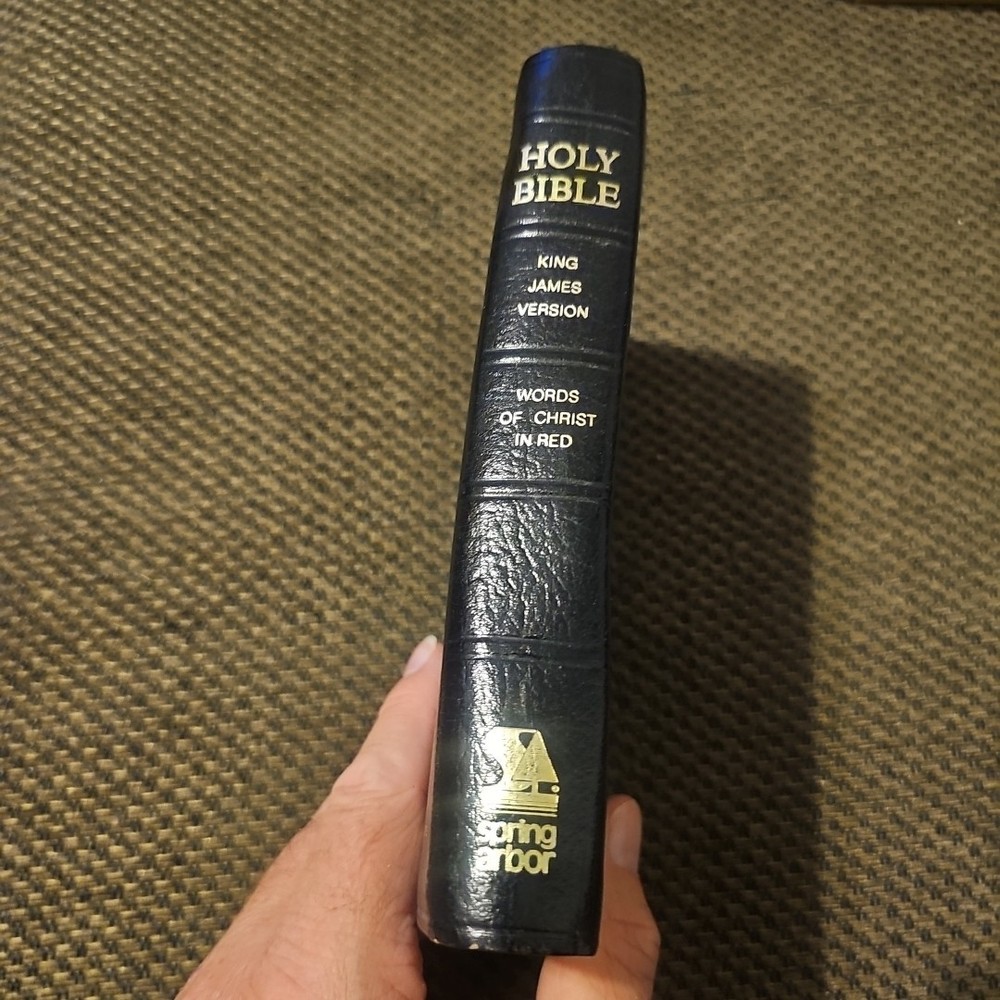 HOLY
BIBLE
KING
JAMES
VERSION
WORDS
OF CHRIST
IN RED
spring
arbor